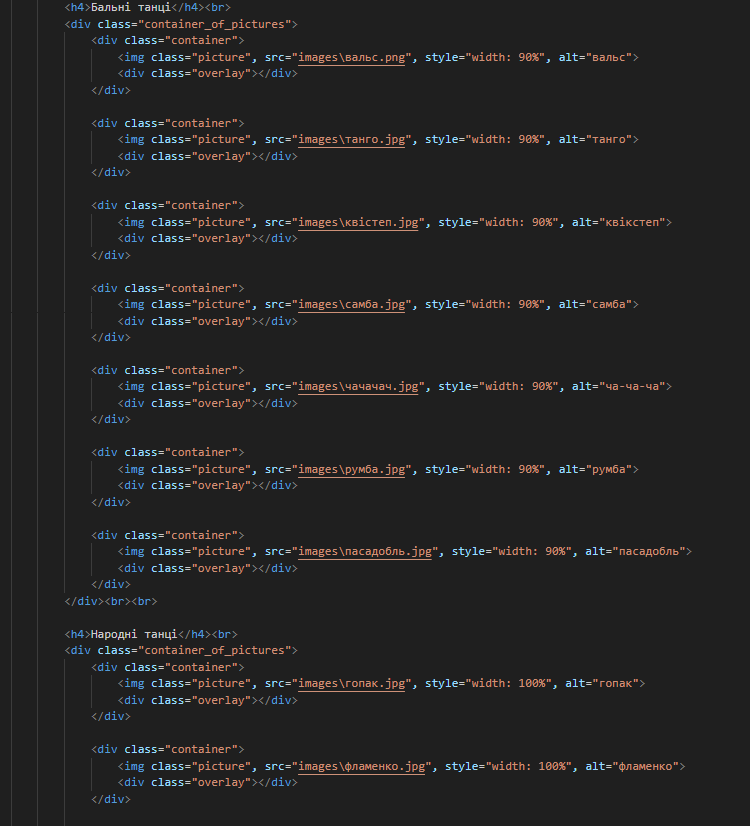 <h4>Бальні танці</h4><br>
<div class="container_of_pictures">
<div class="container">
<img class="picture", src="images\вальс.png", style="width: 90%", alt="вальс">
<div class="overlay"></div>
</div>
<div class="container">
<img class="picture", src="images\танго.jpg", style="width: 90%", alt="танго">
<div class="overlay"></div>
</div>
<div class="container">
<img class="picture", src="images\квістеп.jpg", style="width: 90%", alt="квікстеп">
<div class="overlay"></div>
</div>
<div class="container">
<img class="picture", src="images\самба.jpg", style="width: 90%", alt="самба">
<div class="overlay"></div>
</div>
<div class="container">
<img class="picture", src="images\чачачач.jpg", style="width: 90%", alt="ча-ча-ча">
<div class="overlay"></div>
</div>
<div class="container">
<img class="picture", src="images\румба.jpg", style="width: 90%", alt="румба">
<div class="overlay"></div>
</div>
<div class="container">
<img class="picture", src="images\пасадобль.jpg", style="width: 90%", alt="пасадобль">
<div class="overlay"></div>
</div>
</div><br><br>
<h4>Народні танці</h4><br>
<div class="container_of_pictures">
<div class="container">
<img class="picture", src="images\гопак.jpg", style="width: 100%", alt="гопак">
<div class="overlay"></div>
</div>
<div class="container">
<img class="picture", src="images\фламенко.jpg", style="width: 100%", alt="фламенко">
<div class="overlay"></div>
</div>